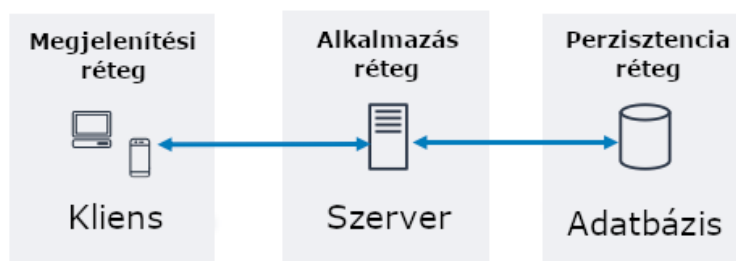 Megjelenítési
réteg
Kliens
Alkalmazás
réteg
Szerver
Perzisztencia
réteg
Adatbázis